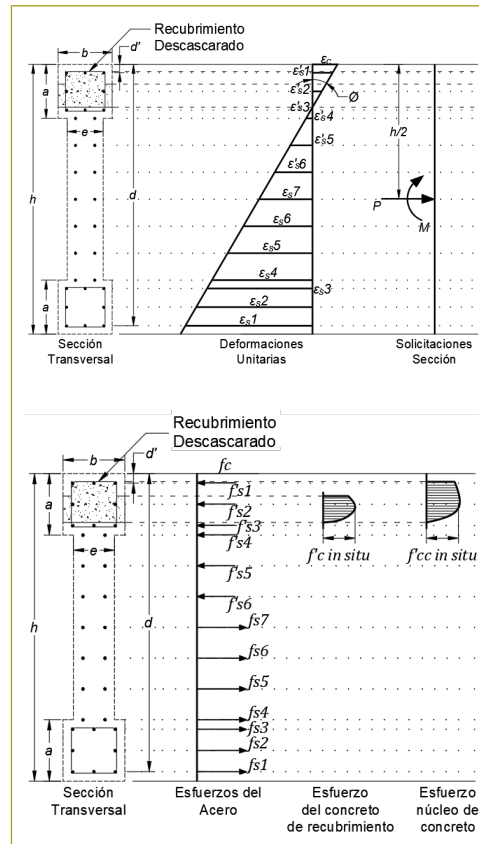 Recubrimiento
Descascarado
b
d'
a
e
h
d
a
εc
ε's1
ε's2
ε's3
ε's4
ε's5
ε's6
εs7
εs6
εs5
εs4
εs3
εs2
εs1
Ø
h/2
P
M
Sección
Transversal
Deformaciones
Unitarias
Solicitaciones
Sección
Recubrimiento
Descascarado
b
d'
a
e
h
d
a
fc
f's1
f's2
f's3
f's4
f's5
f's6
fs7
fs6
fs5
fs4
fs3
fs2
fs1
f'c in situ
f'cc in situ
Sección
Transversal
Esfuerzos del
Acero
Esfuerzo
del concreto
de recubrimiento
Esfuerzo
núcleo de
concreto